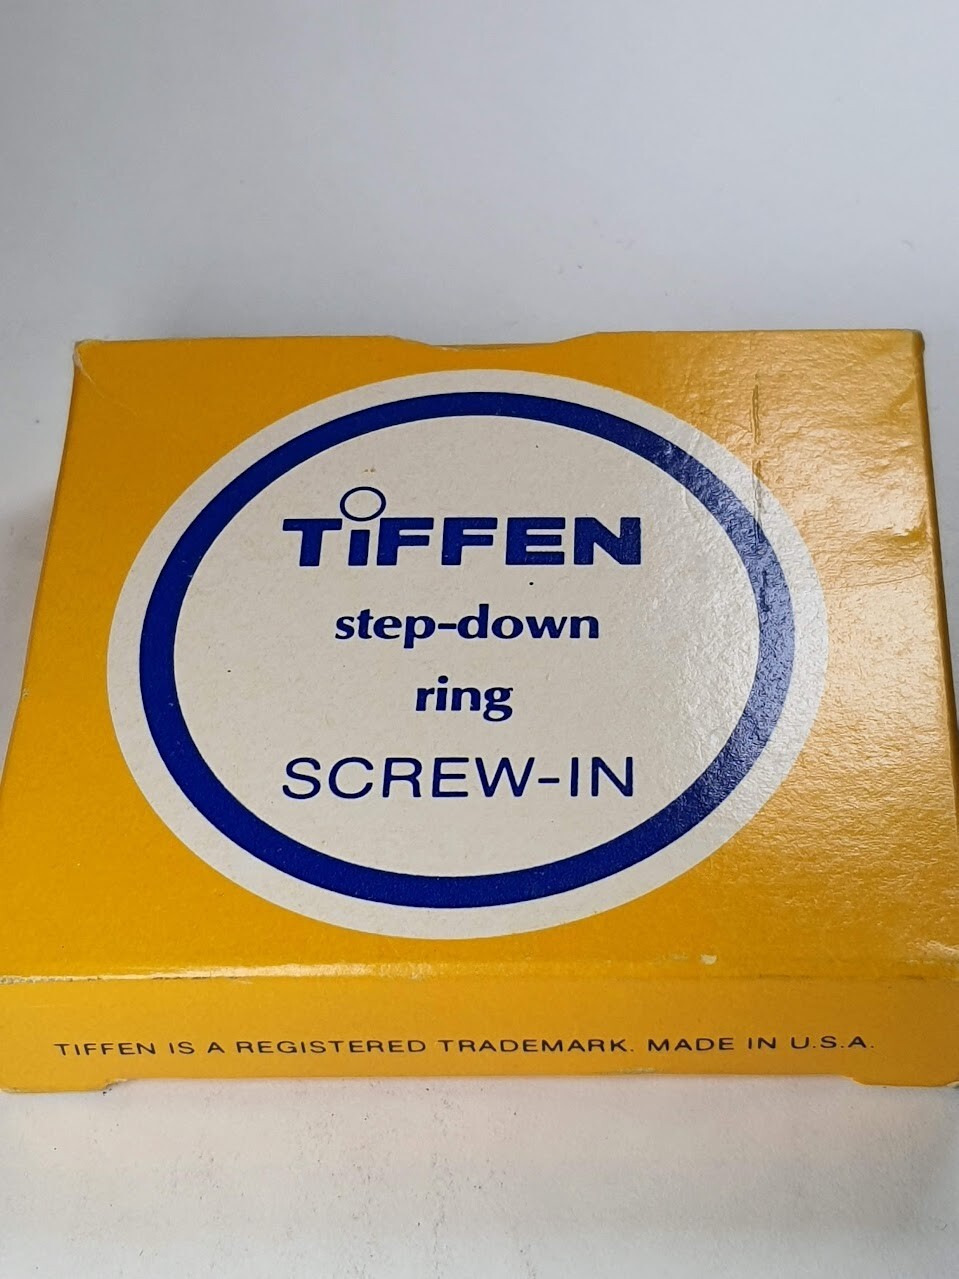 TiFFEN
step-down
ring
SCREW-IN
TIFFEN IS A REGISTERED TRADEMARK. MADE IN U.S.A.